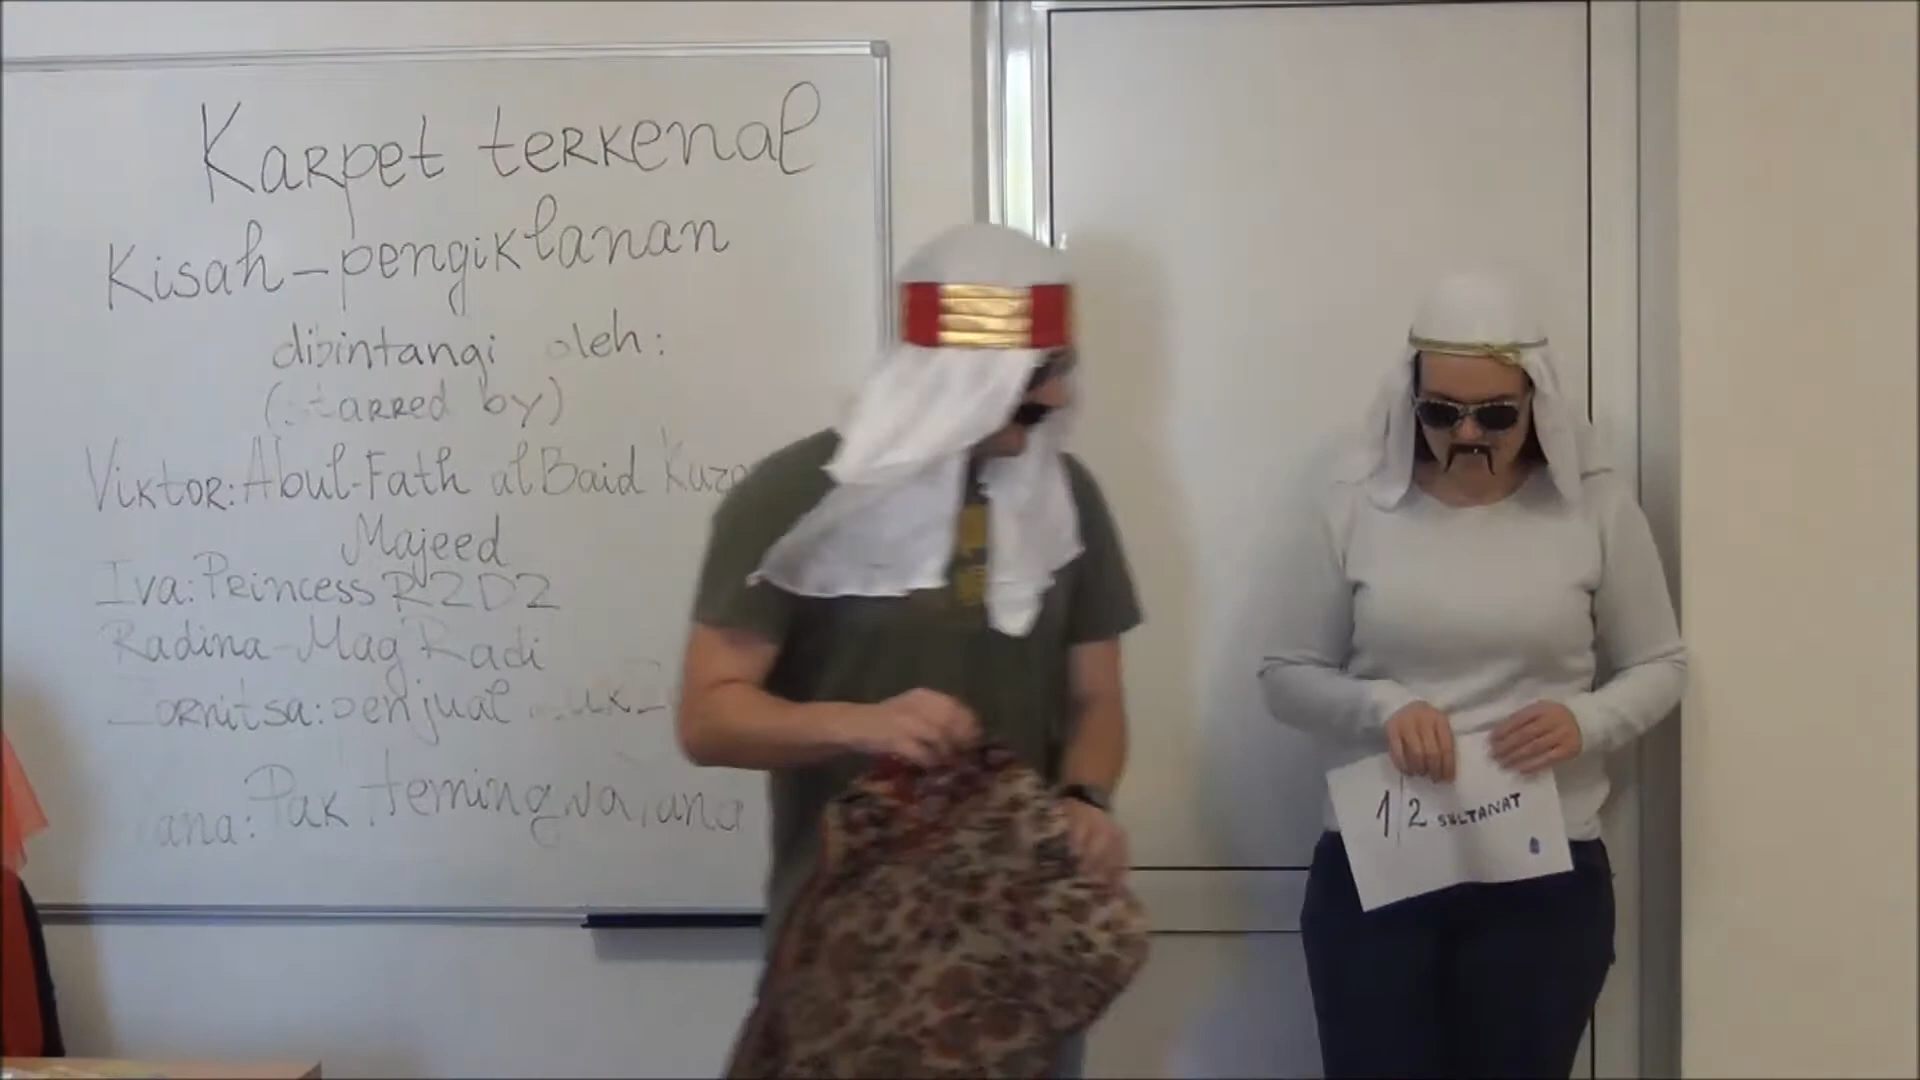 Karpet terkenal
Kisah-pengiklanan
dibintangi oleh:
(starred by)
Viktor: Abul-Fath al Baid
Majeed
Iva: Princess R2D2
Radina-Mag Radi
penjual
Pak
1/2 SULTANAT